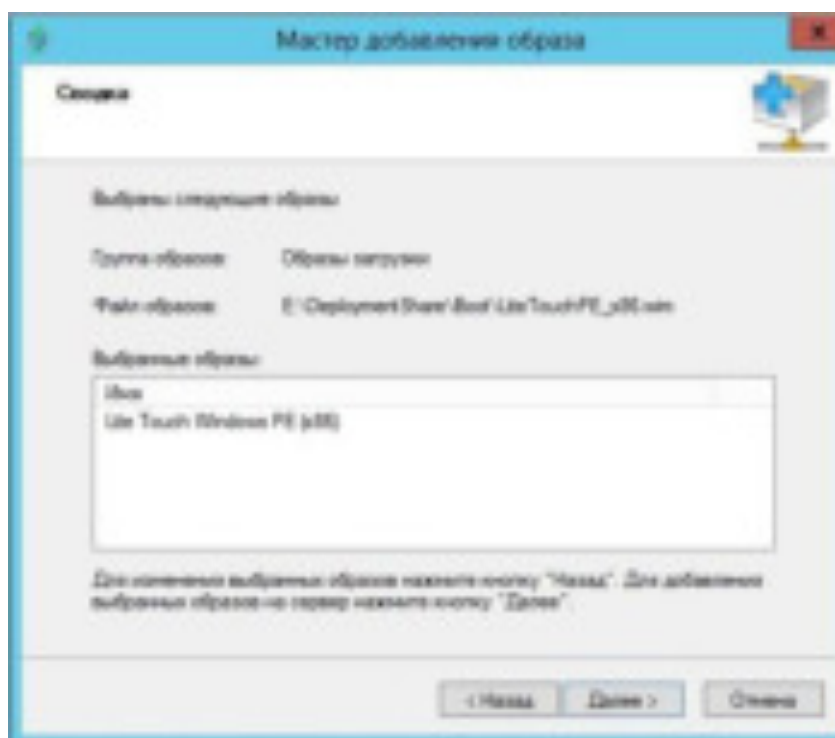 Мастер добавления образа
Сводка
Выбраны следующие образы
Группа образов: Образы загрузки
Файл образов: E:\DeploymentShare\Boot\LiteTouchPE_x86.wim
Выбранные образы:
Имя
Lite Touch Windows PE (x86)
Для изменения выбранных образов нажмите кнопку "Назад". Для добавления
выбранных образов на сервер нажмите кнопку "Далее".
< Назад
Далее >
Отмена